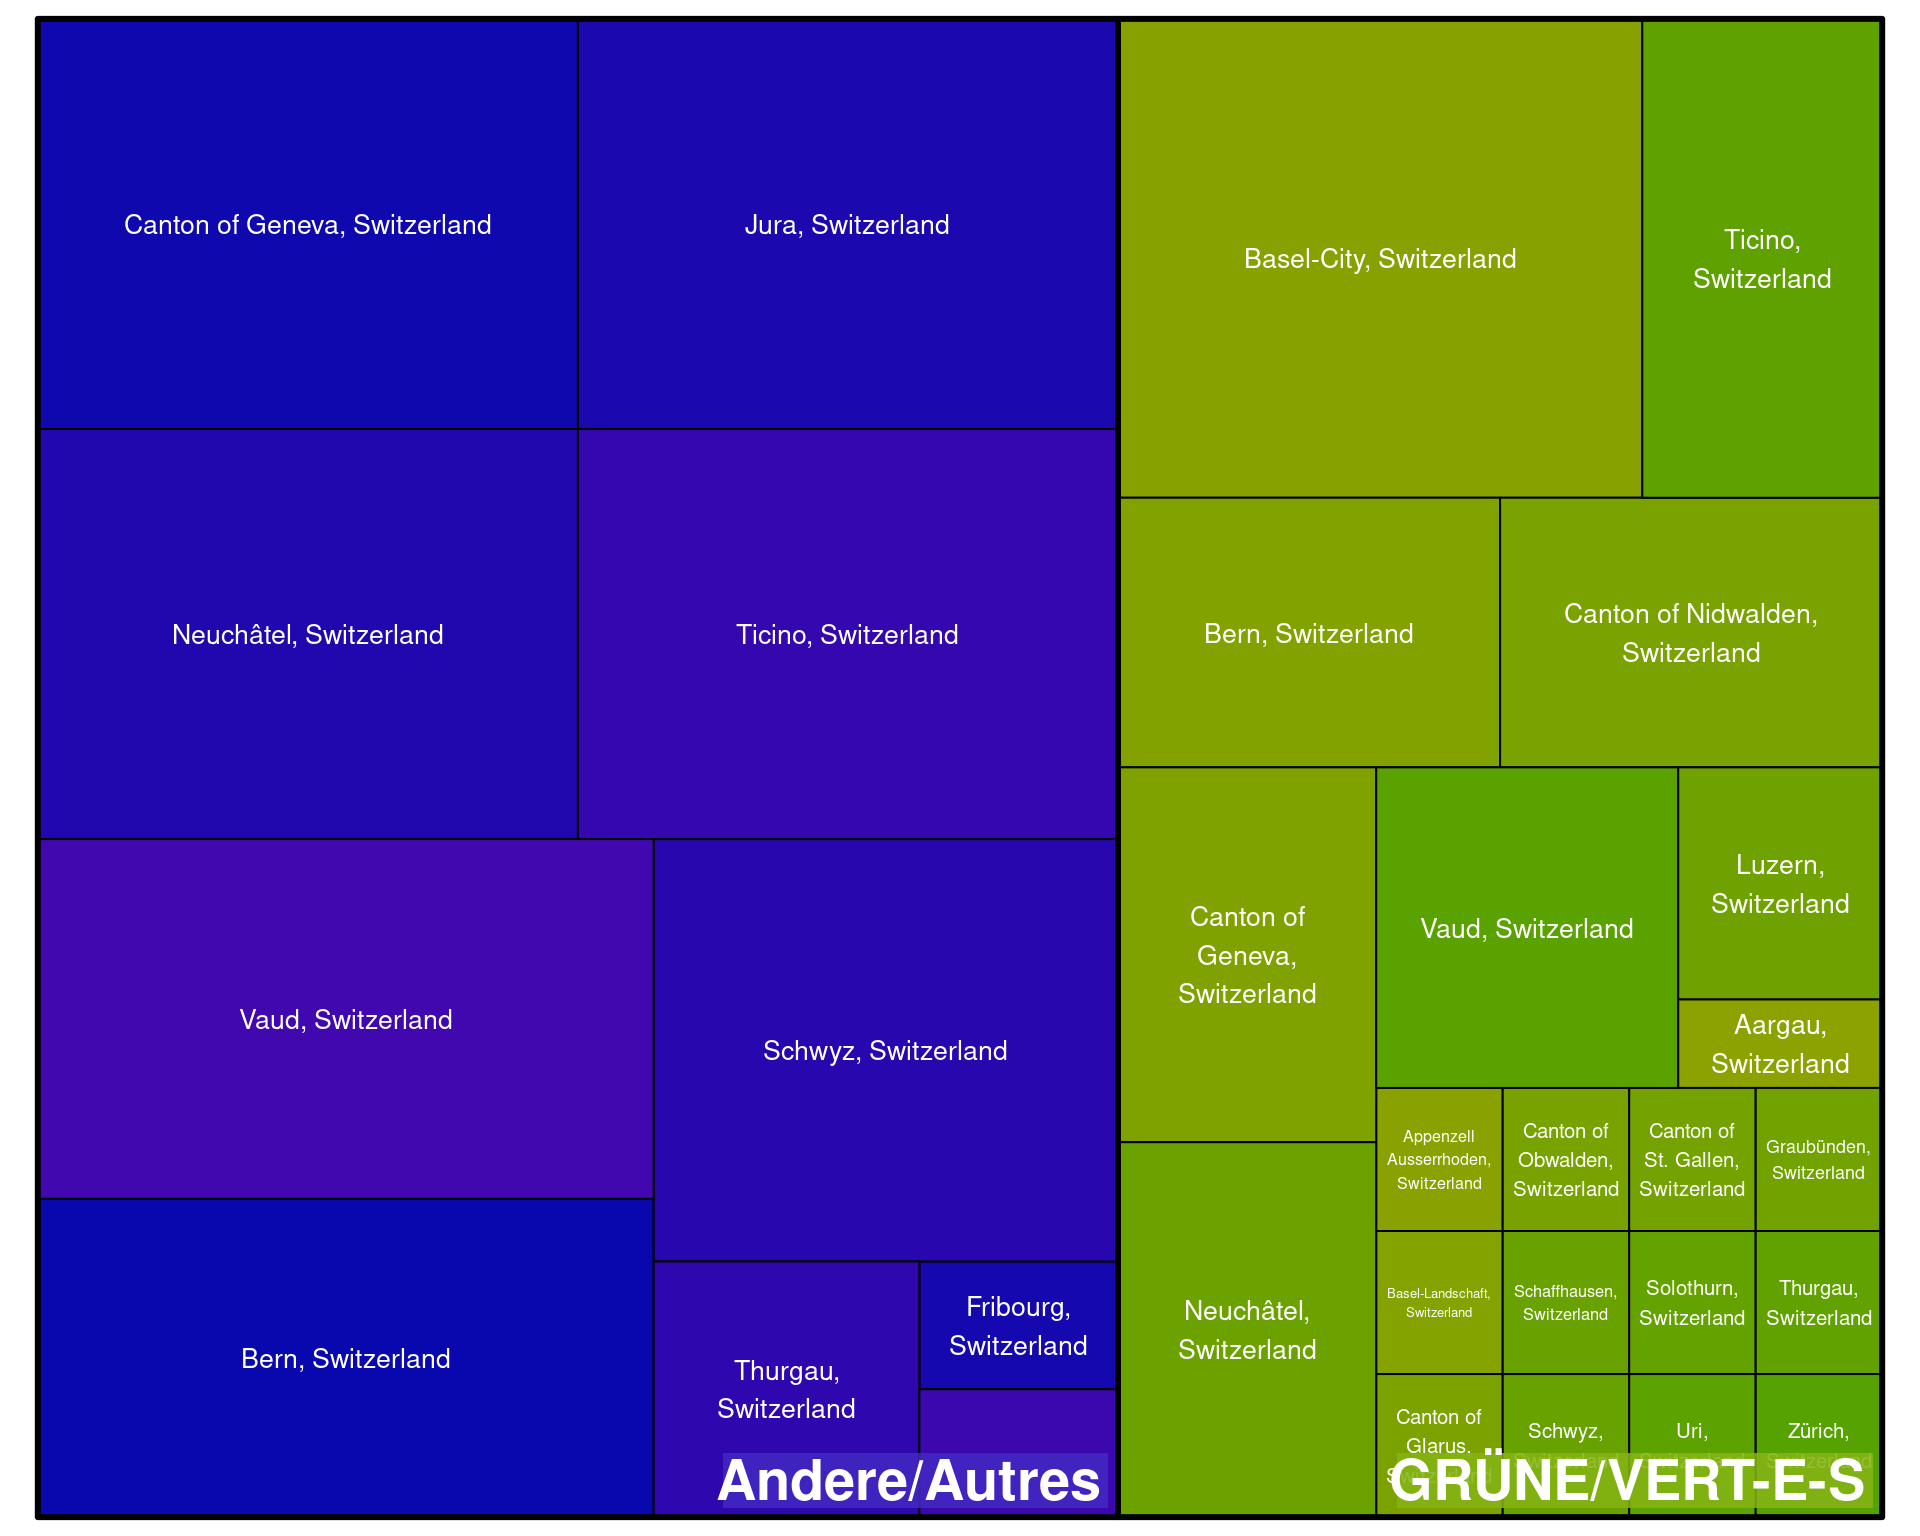 Canton of Geneva, Switzerland
Jura, Switzerland
Neuchâtel, Switzerland
Ticino, Switzerland
Vaud, Switzerland
Schwyz, Switzerland
Bern, Switzerland
Thurgau,
Switzerland
Fribourg,
Switzerland
Andere/Autres
Basel-City, Switzerland
Ticino,
Switzerland
Bern, Switzerland
Canton of Nidwalden,
Switzerland
Canton of
Geneva,
Switzerland
Vaud, Switzerland
Luzern,
Switzerland
Aargau,
Switzerland
Neuchâtel,
Switzerland
Appenzell
Ausserrhoden,
Switzerland
Canton of
Obwalden,
Switzerland
Canton of
St. Gallen,
Switzerland
Graubünden,
Switzerland
Basel-Landschaft,
Switzerland
Schaffhausen,
Switzerland
Solothurn,
Switzerland
Thurgau,
Switzerland
Canton of
Glarus,
Schwyz,
Uri,
Zürich,
GRÜNE/VERT-E-S